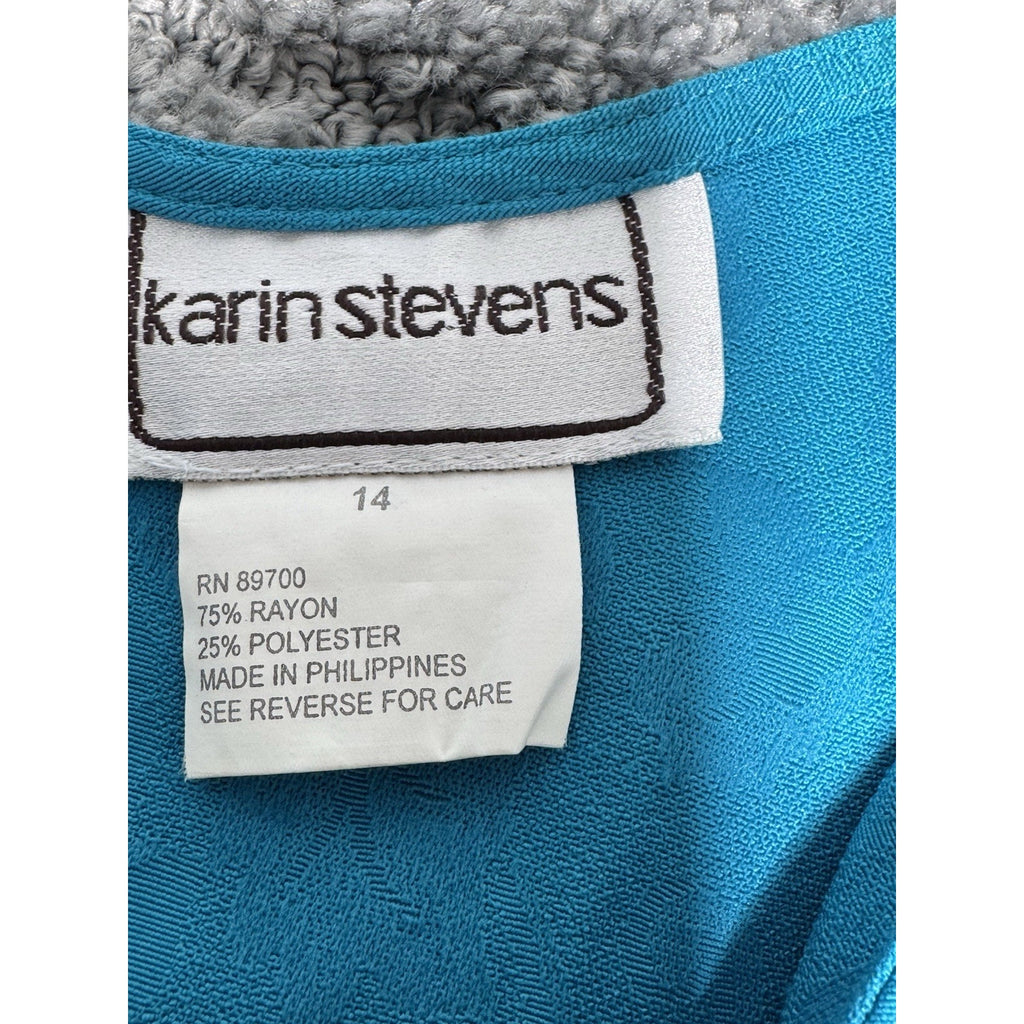 karin stevens
14
RN 89700
75% RAYON
25% POLYESTER
MADE IN PHILIPPINES
SEE REVERSE FOR CARE